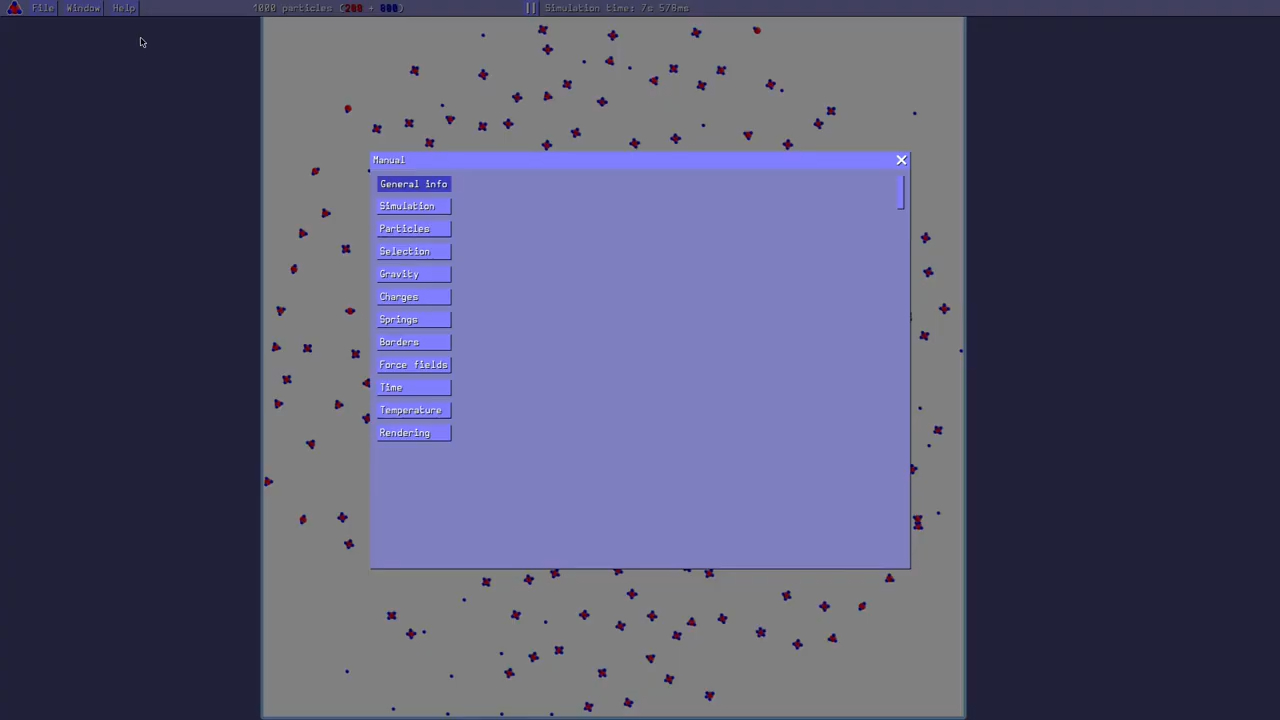 File Window Help 1000 particles (200 + 800) || Simulation time: 7s 578ms
Manual
General info
Simulation
Particles
Selection
Gravity
Charges
Springs
Borders
Force fields
Time
Temperature
Rendering